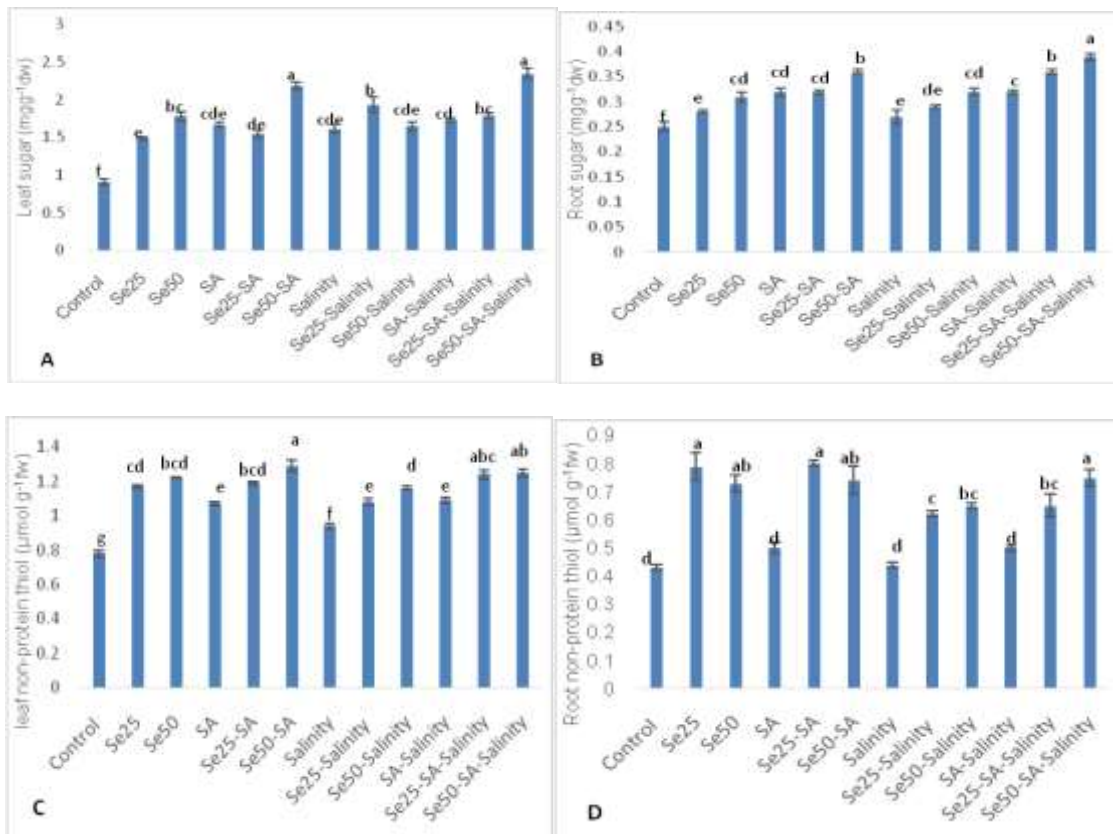 Leaf sugar (mgg⁻¹dw)
3
2.5
2
1.5
1
0.5
0
f
e
bc
cde
de
a
cde
b
cde
cd
bc
a
Control
Se25
Se50
SA
Se25-SA
Se50-SA
Salinity
Se25-Salinity
Se50-Salinity
SA-Salinity
Se25-SA-Salinity
Se50-SA-Salinity
A
Root sugar (mgg⁻¹dw)
0.45
0.4
0.35
0.3
0.25
0.2
0.15
0.1
0.05
0
f
e
cd
cd
cd
b
e
de
cd
c
b
a
Control
Se25
Se50
SA
Se25-SA
Se50-SA
Salinity
Se25-Salinity
Se50-Salinity
SA-Salinity
Se25-SA-Salinity
Se50-SA-Salinity
B
leaf non-protein thiol (µmol g⁻¹fw)
1.4
1.2
1
0.8
0.6
0.4
0.2
0
g
cd
bcd
e
bcd
a
f
e
d
e
abc
ab
Control
Se25
Se50
SA
Se25-SA
Se50-SA
Salinity
Se25-Salinity
Se50-Salinity
SA-Salinity
Se25-SA-Salinity
Se50-SA-Salinity
C
Root non-protein thiol (µmol g⁻¹fw)
0.9
0.8
0.7
0.6
0.5
0.4
0.3
0.2
0.1
0
d
a
ab
d
a
ab
d
c
bc
d
bc
a
Control
Se25
Se50
SA
Se25-SA
Se50-SA
Salinity
Se25-Salinity
Se50-Salinity
SA-Salinity
Se25-SA-Salinity
Se50-SA-Salinity
D